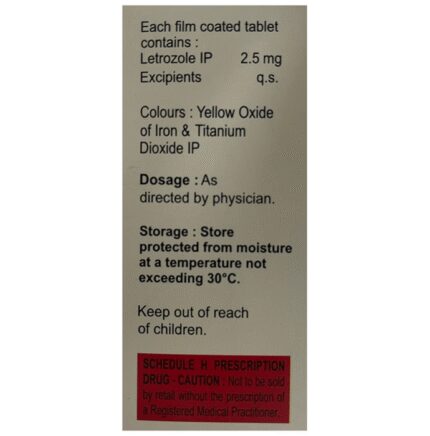 Each film coated tablet
contains :
Letrozole IP 2.5 mg
Excipients q.s.
Colours : Yellow Oxide
of Iron & Titanium
Dioxide IP
Dosage : As
directed by physician.
Storage : Store
protected from moisture
at a temperature not
exceeding 30°C.
Keep out of reach
of children.
SCHEDULE H PRESCRIPTION
DRUG - CAUTION : Not to be sold
by retail without the prescription of
a Registered Medical Practitioner.